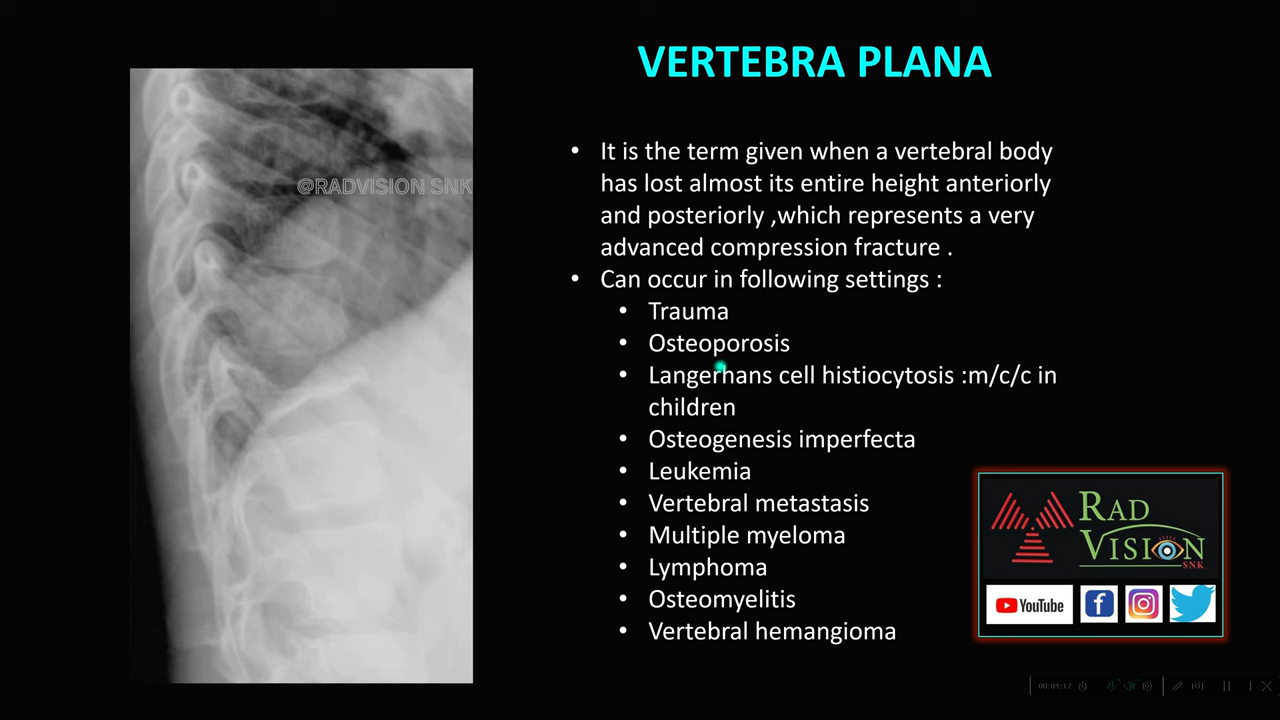 VERTEBRA PLANA
@RADVISION SNK
• It is the term given when a vertebral body
has lost almost its entire height anteriorly
and posteriorly ,which represents a very
advanced compression fracture .
• Can occur in following settings :
• Trauma
• Osteoporosis
• Langerhans cell histiocytosis :m/c/c in
children
• Osteogenesis imperfecta
• Leukemia
• Vertebral metastasis
• Multiple myeloma
• Lymphoma
• Osteomyelitis
• Vertebral hemangioma
RAD
VISION
SNK
YouTube